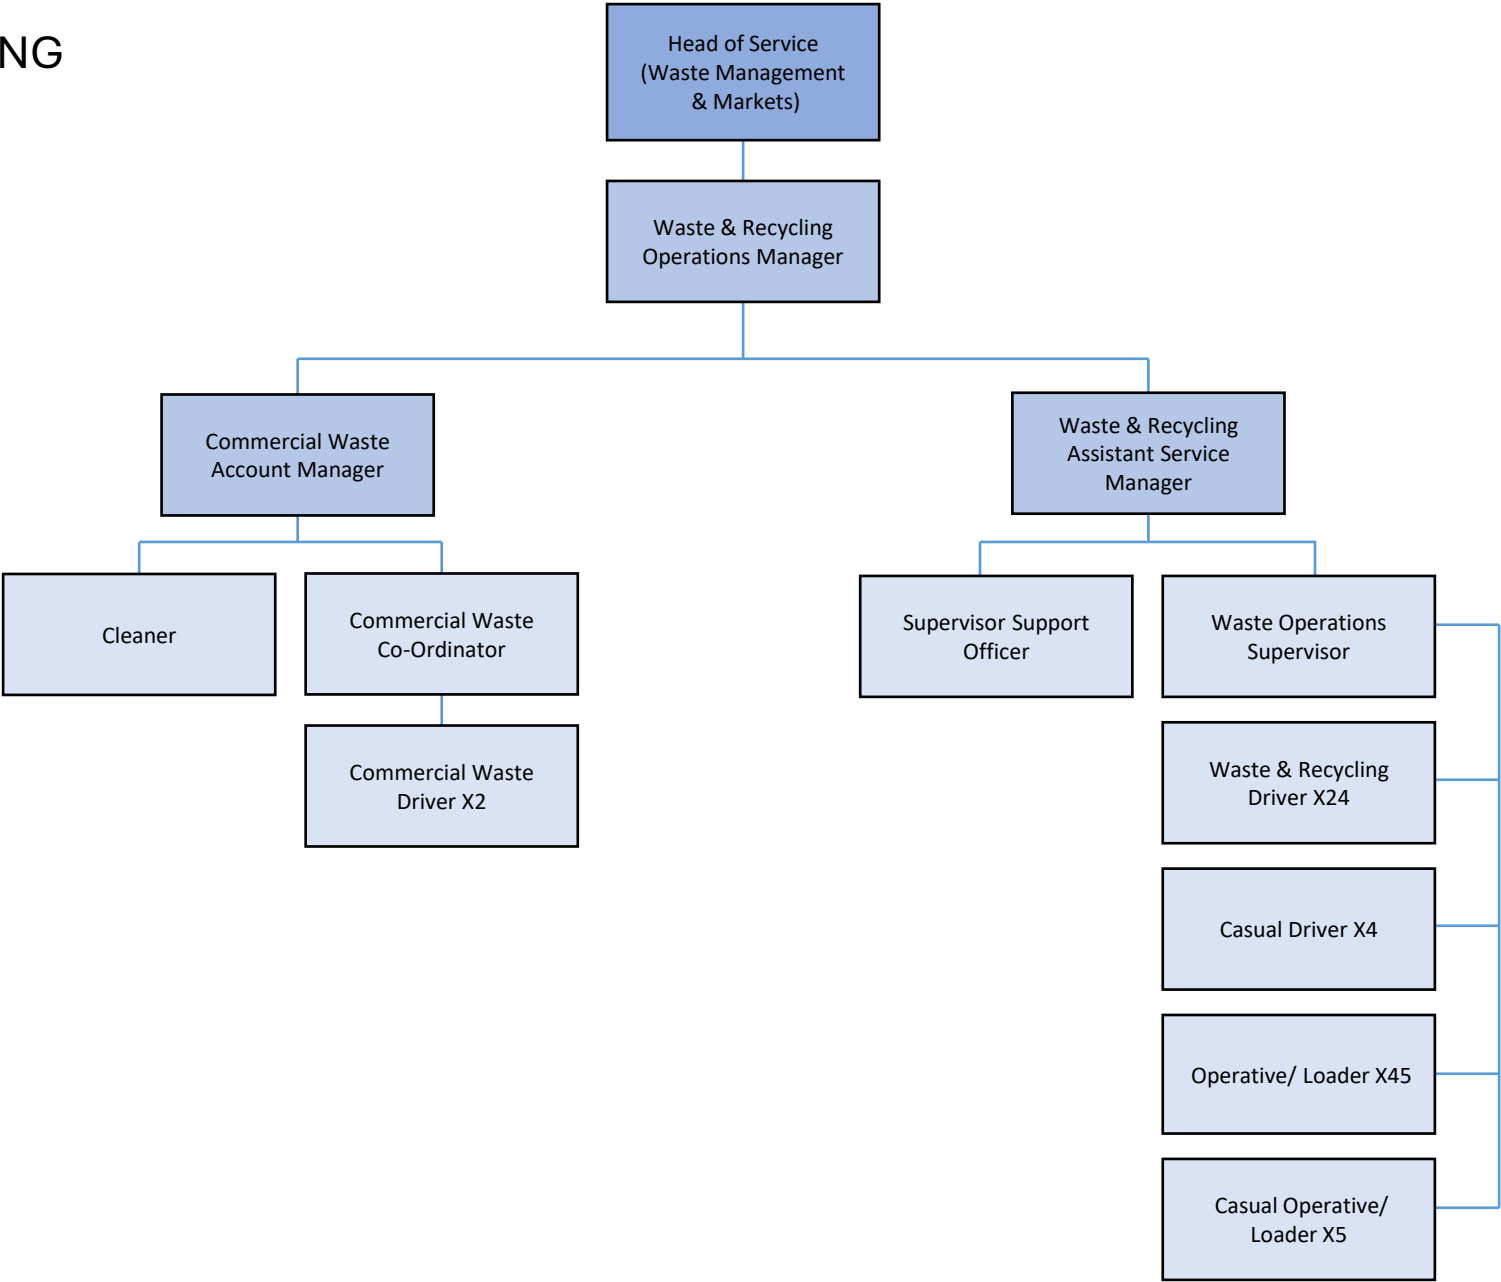 NG
Head of Service
(Waste Management
& Markets)
Waste & Recycling
Operations Manager
Commercial Waste
Account Manager
Waste & Recycling
Assistant Service
Manager
Cleaner
Commercial Waste
Co-Ordinator
Supervisor Support
Officer
Waste Operations
Supervisor
Commercial Waste
Driver X2
Waste & Recycling
Driver X24
Casual Driver X4
Operative/ Loader X45
Casual Operative/
Loader X5